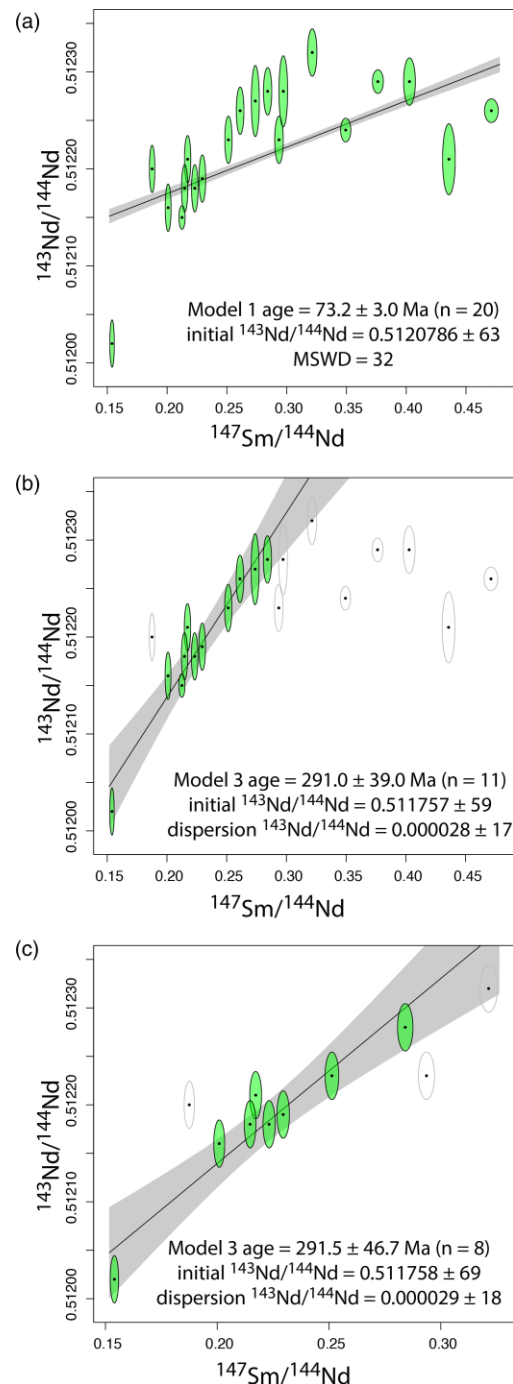 (a)
0.51230
0.51220
0.51210
0.51200
143Nd/144Nd
Model 1 age = 73.2 ± 3.0 Ma (n = 20)
initial 143Nd/144Nd = 0.5120786 ± 63
MSWD = 32
0.15 0.20 0.25 0.30 0.35 0.40 0.45
147Sm/144Nd
(b)
0.51230
0.51220
0.51210
0.51200
143Nd/144Nd
Model 3 age = 291.0 ± 39.0 Ma (n = 11)
initial 143Nd/144Nd = 0.511757 ± 59
dispersion 143Nd/144Nd = 0.000028 ± 17
0.15 0.20 0.25 0.30 0.35 0.40 0.45
147Sm/144Nd
(c)
0.51230
0.51220
0.51210
0.51200
143Nd/144Nd
Model 3 age = 291.5 ± 46.7 Ma (n = 8)
initial 143Nd/144Nd = 0.511758 ± 69
dispersion 143Nd/144Nd = 0.000029 ± 18
0.15 0.20 0.25 0.30
147Sm/144Nd